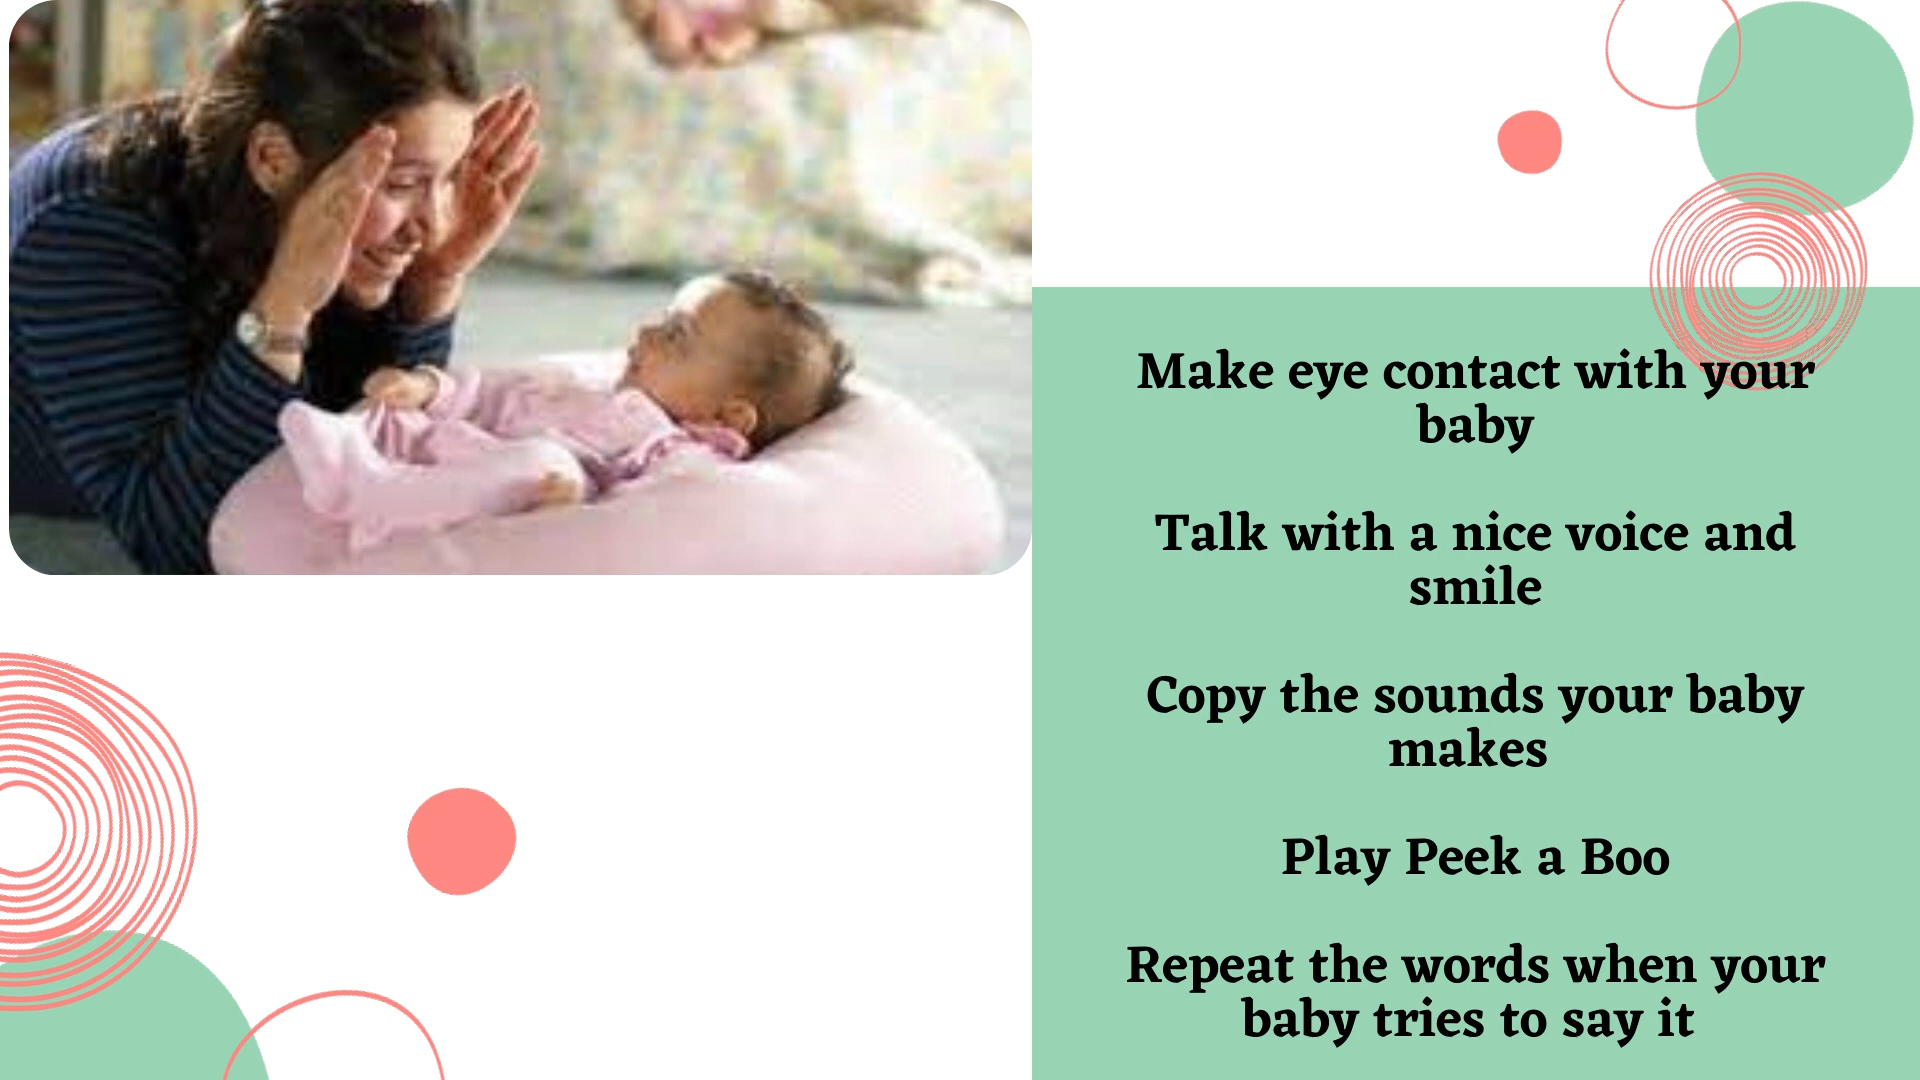 Make eye contact with your
baby
Talk with a nice voice and
smile
Copy the sounds your baby
makes
Play Peek a Boo
Repeat the words when your
baby tries to say it